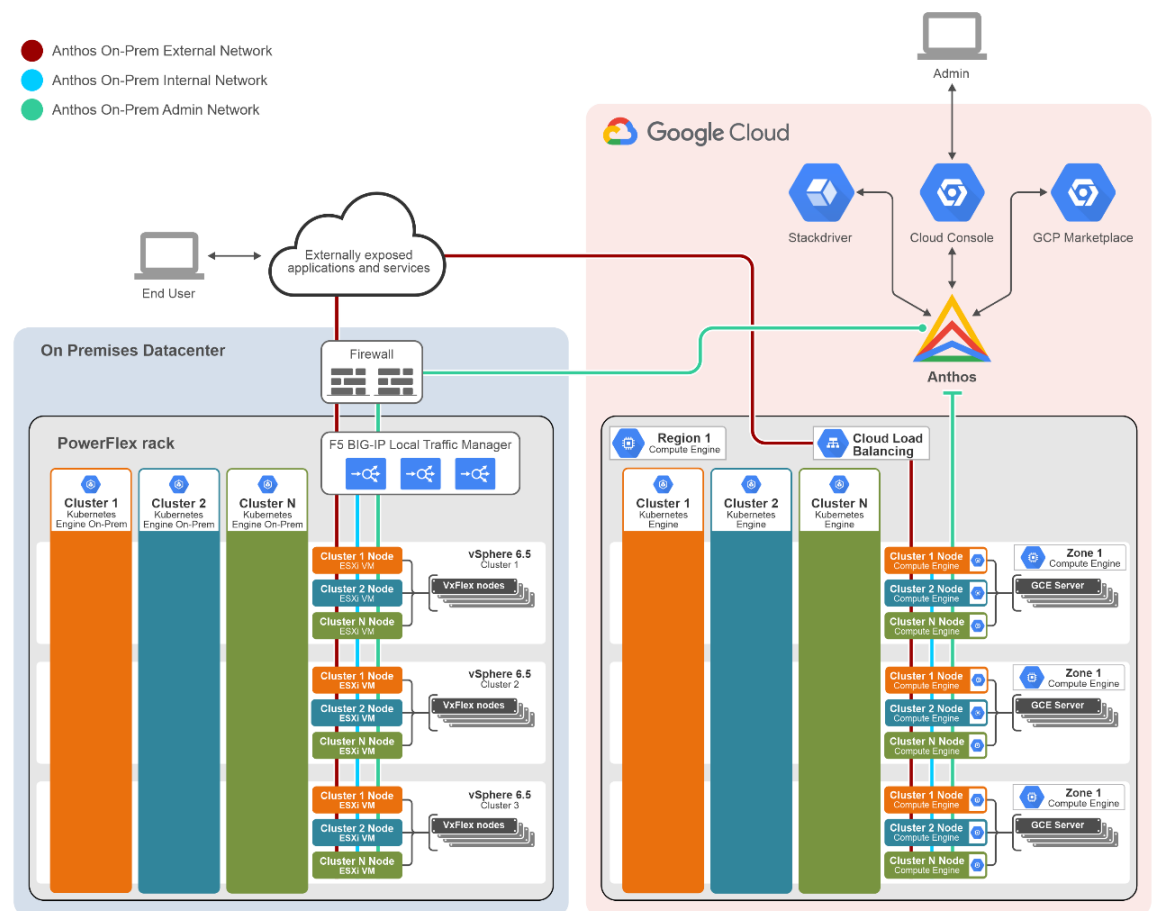 Anthos On-Prem External Network
Anthos On-Prem Internal Network
Anthos On-Prem Admin Network
Admin
Google Cloud
Stackdriver
Cloud Console
GCP Marketplace
Externally exposed
applications and services
End User
On Premises Datacenter
Firewall
Anthos
PowerFlex rack
F5 BIG-IP Local Traffic Manager
Cluster 1
Kubernetes
Engine On-Prem
Cluster 2
Kubernetes
Engine On-Prem
Cluster N
Kubernetes
Engine On-Prem
Cluster 1 Node
ESXi VM
Cluster 2 Node
ESXi VM
Cluster N Node
ESXi VM
vSphere 6.5
Cluster 1
VxFlex nodes
Cluster 1 Node
ESXi VM
Cluster 2 Node
ESXi VM
Cluster N Node
ESXi VM
vSphere 6.5
Cluster 2
VxFlex nodes
Cluster 1 Node
ESXi VM
Cluster 2 Node
ESXi VM
Cluster N Node
ESXi VM
vSphere 6.5
Cluster 3
VxFlex nodes
Region 1
Compute Engine
Cloud Load
Balancing
Cluster 1
Kubernetes
Engine
Cluster 2
Kubernetes
Engine
Cluster N
Kubernetes
Engine
Cluster 1 Node
Compute Engine
Cluster 2 Node
Compute Engine
Cluster N Node
Compute Engine
Zone 1
Compute Engine
GCE Server
Cluster 1 Node
Compute Engine
Cluster 2 Node
Compute Engine
Cluster N Node
Compute Engine
Zone 1
Compute Engine
GCE Server
Cluster 1 Node
Compute Engine
Cluster 2 Node
Compute Engine
Cluster N Node
Compute Engine
Zone 1
Compute Engine
GCE Server